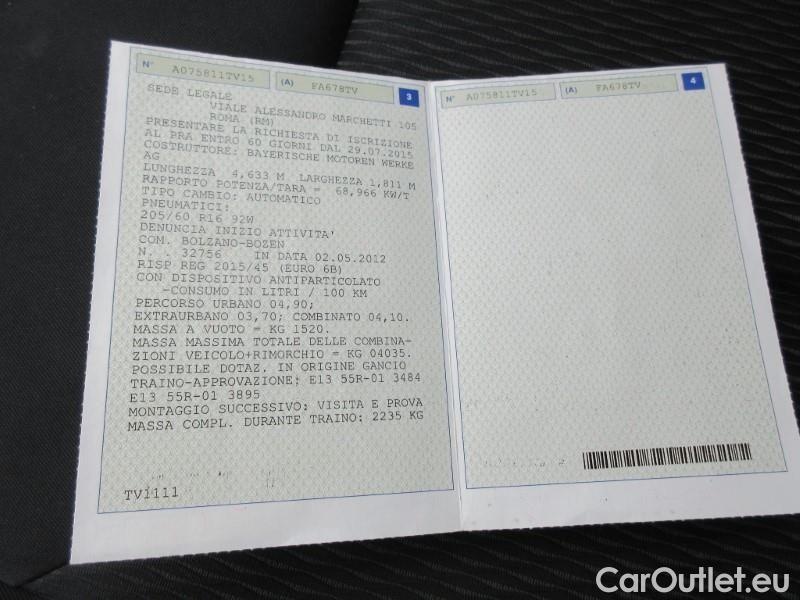 N° A075811TV15 (A) FA678TV 3
SEDE LEGALE
VIALE ALESSANDRO MARCHETTI 105
ROMA (RM)
PRESENTARE LA RICHIESTA DI ISCRIZIONE
AL PRA ENTRO 60 GIORNI DAL 29.07.2015
COSTRUTTORE: BAYERISCHE MOTOREN WERKE
AG
LUNGHEZZA 4,633 M LARGHEZZA 1,811 M
RAPPORTO POTENZA/TARA = 68,966 KW/T
TIPO CAMBIO: AUTOMATICO
PNEUMATICI:
205/60 R16 92W
DENUNCIA INIZIO ATTIVITA'
COM. BOLZANO-BOZEN
N. . 32756 IN DATA 02.05.2012
RISP REG 2015/45 (EURO 6B)
CON DISPOSITIVO ANTIPARTICOLATO
-CONSUMO IN LITRI / 100 KM
PERCORSO URBANO 04,90;
EXTRAURBANO 03,70; COMBINATO 04,10.
MASSA A VUOTO = KG 1520.
MASSA MASSIMA TOTALE DELLE COMBINA-
ZIONI VEICOLO+RIMORCHIO = KG 04035.
POSSIBILE DOTAZ. IN ORIGINE GANCIO
TRAINO-APPROVAZIONE: E13 55R-01 3484
E13 55R-01 3895
MONTAGGIO SUCCESSIVO: VISITA E PROVA
MASSA COMPL. DURANTE TRAINO: 2235 KG
TV1111
N° A075811TV15 (A) FA678TV 4
CarOutlet.eu